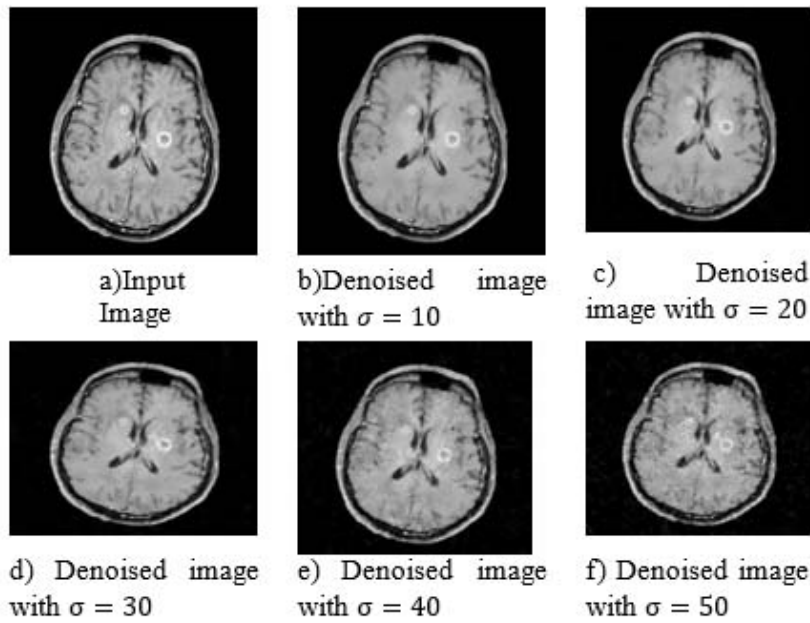 a)Input
Image
b)Denoised image
with σ = 10
c) Denoised
image with σ = 20
d) Denoised image
with σ = 30
e) Denoised image
with σ = 40
f) Denoised image
with σ = 50